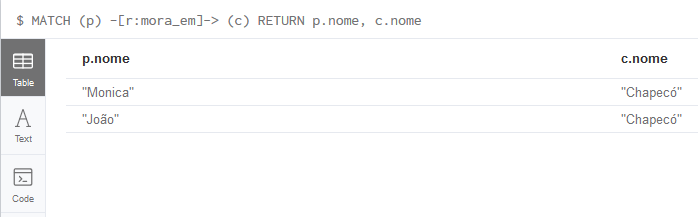 $ MATCH (p) -[r:mora_em]-> (c) RETURN p.nome, c.nome
p.nome c.nome
Table
"Monica" "Chapecó"
"João" "Chapecó"
Text
Code